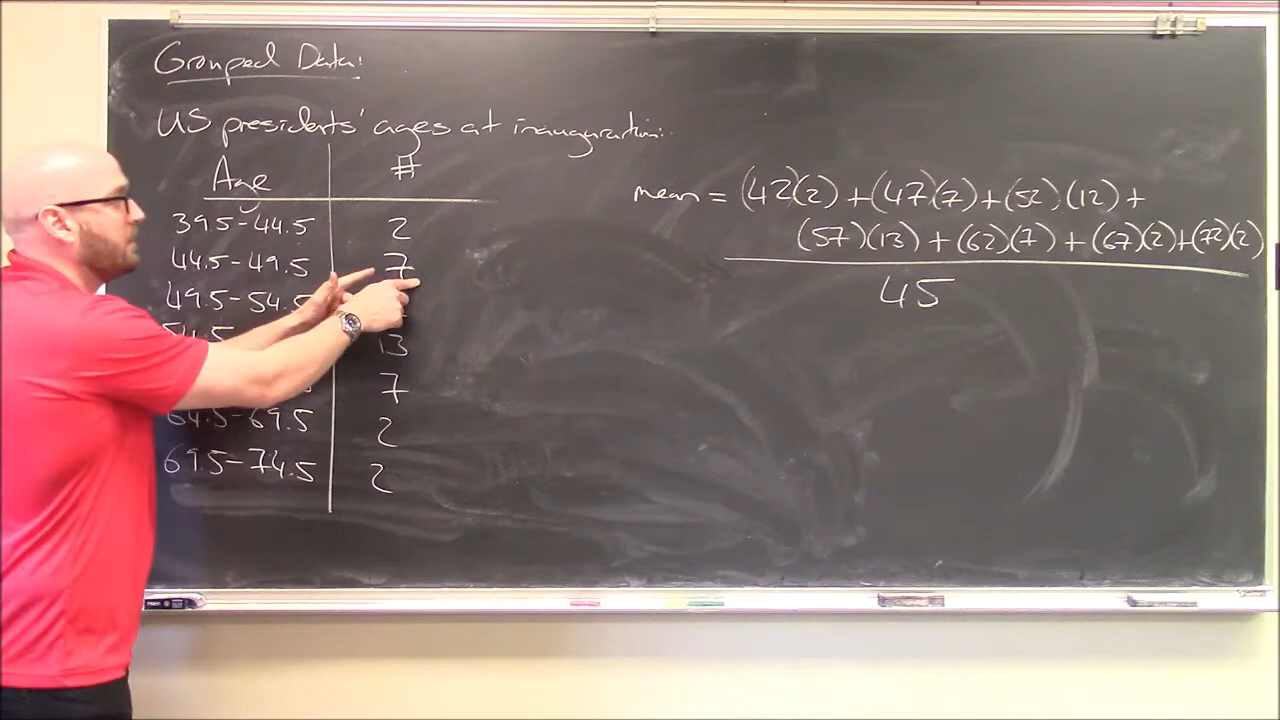 Grouped Data:
US presidents' ages at inauguration:
Age #
39.5-44.5 2
44.5-49.5 7
49.5-54.5
54.5 13
7
64.5-69.5 2
69.5-74.5 2
mean = (42)(2) + (47)(7) + (52)(12) +
(57)(13) + (62)(7) + (67)(2) + (72)(2)
45